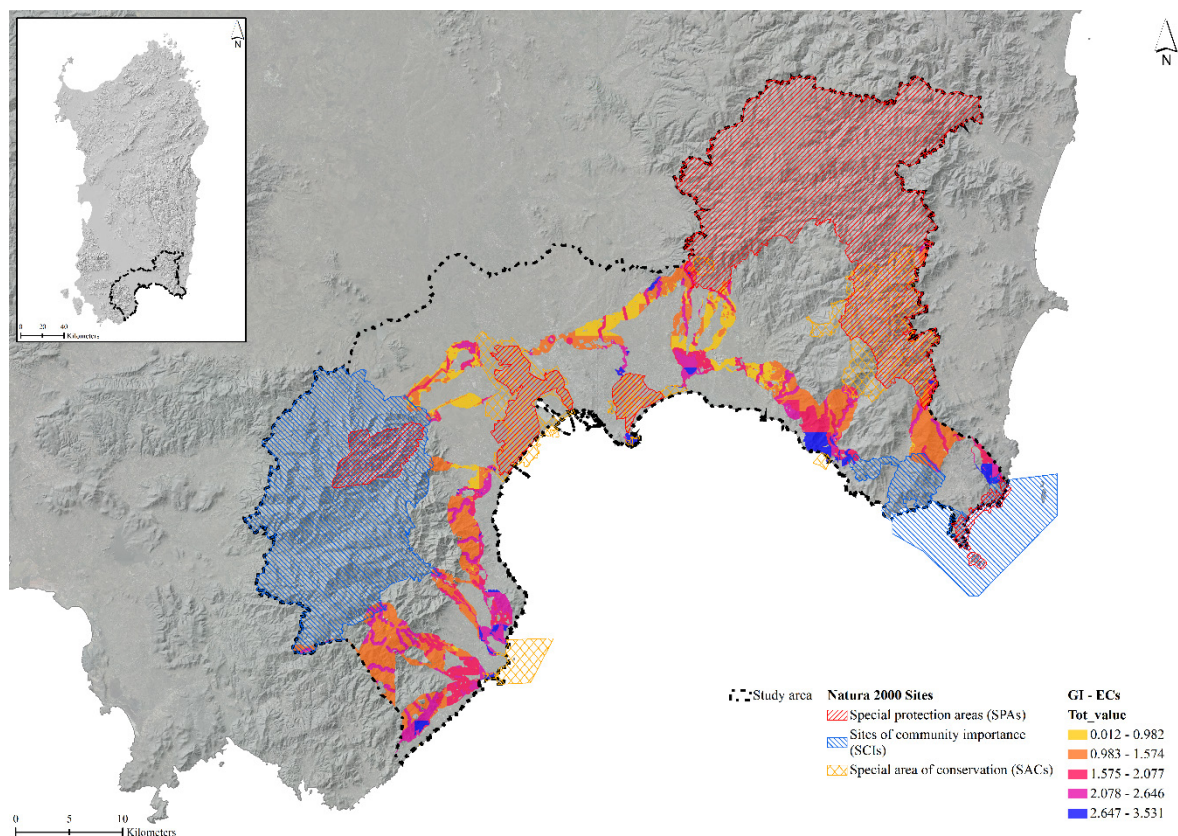 N
0 20 40
Kilometers
N
Study area
Natura 2000 Sites
Special protection areas (SPAs)
Sites of community importance
(SCIs)
Special area of conservation (SACs)
GI - ECs
Tot_value
0.012 - 0.982
0.983 - 1.574
1.575 - 2.077
2.078 - 2.646
2.647 - 3.531
0 5 10
Kilometers